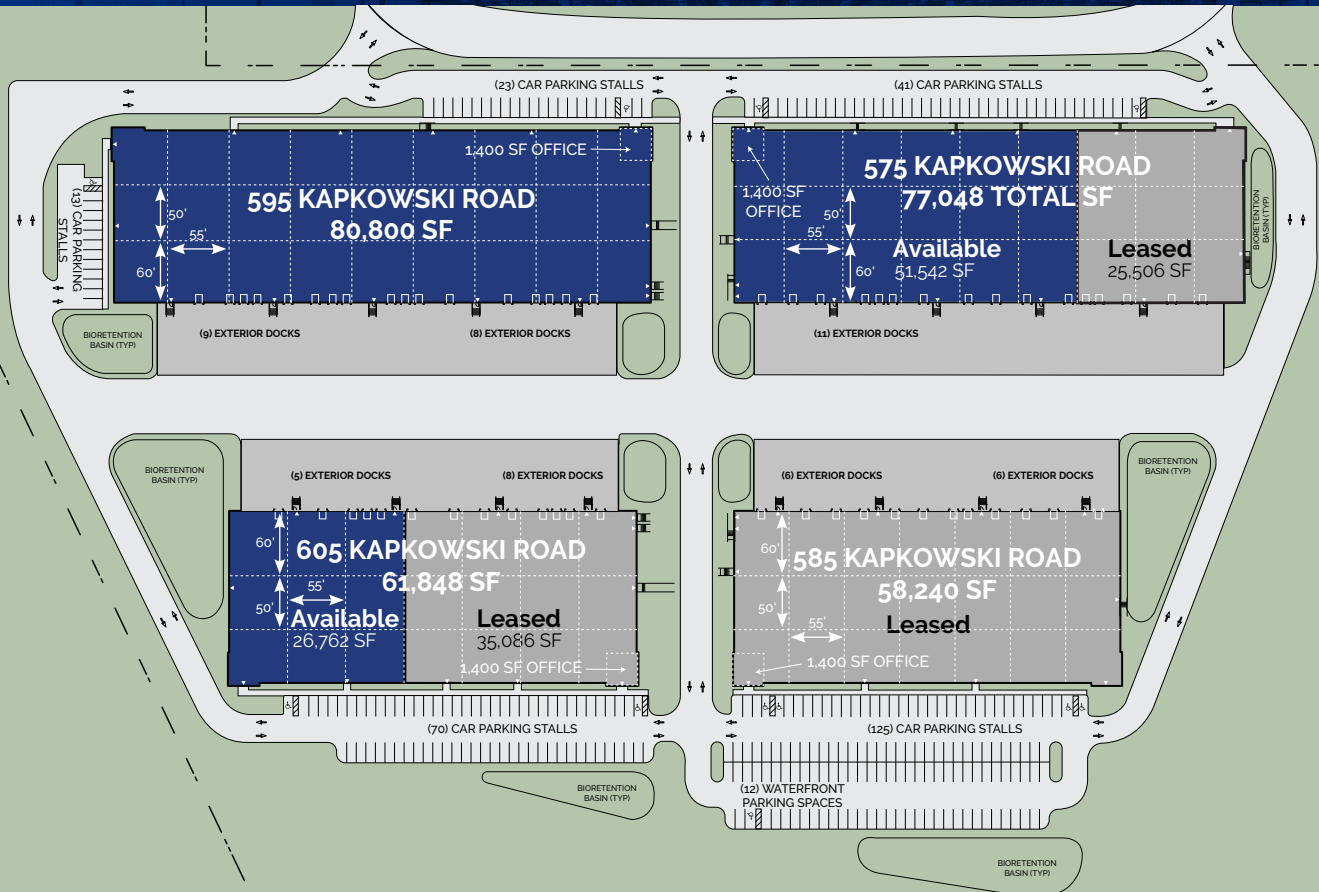 (23) CAR PARKING STALLS
(41) CAR PARKING STALLS
1,400 SF OFFICE
595 KAPKOWSKI ROAD
80,800 SF
50'
55'
60'
(13) CAR PARKING
STALLS
1,400 SF
OFFICE
575 KAPKOWSKI ROAD
77,048 TOTAL SF
50'
55'
60'
Available
51,542 SF
Leased
25,506 SF
BIORETENTION
BASIN (TYP)
BIORETENTION
BASIN (TYP)
(9) EXTERIOR DOCKS
(8) EXTERIOR DOCKS
(11) EXTERIOR DOCKS
BIORETENTION
BASIN (TYP)
(5) EXTERIOR DOCKS
(8) EXTERIOR DOCKS
(6) EXTERIOR DOCKS
(6) EXTERIOR DOCKS
BIORETENTION
BASIN (TYP)
60'
605 KAPKOWSKI ROAD
61,848 SF
50'
55'
Available
26,762 SF
Leased
35,086 SF
1,400 SF OFFICE
60'
585 KAPKOWSKI ROAD
58,240 SF
50'
55'
Leased
1,400 SF OFFICE
(70) CAR PARKING STALLS
(125) CAR PARKING STALLS
BIORETENTION
BASIN (TYP)
(12) WATERFRONT
PARKING SPACES
BIORETENTION
BASIN (TYP)